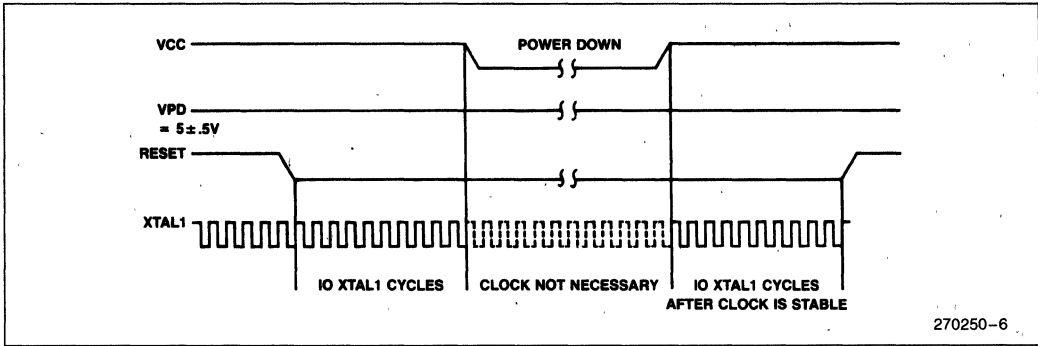 VCC
POWER DOWN
VPD
= 5±.5V
RESET
XTAL1
IO XTAL1 CYCLES
CLOCK NOT NECESSARY
IO XTAL1 CYCLES
AFTER CLOCK IS STABLE
270250-6